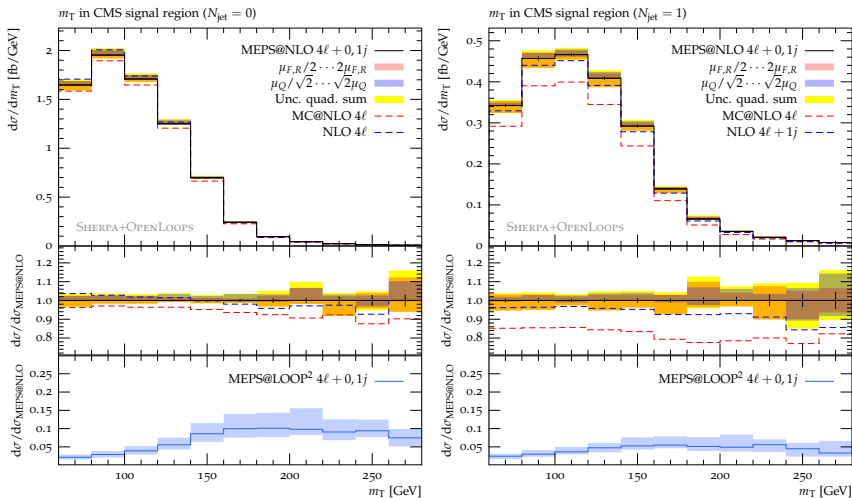 m_T in CMS signal region (N_jet = 0)
MEPS@NLO 4ℓ + 0, 1j
μ_F,R/2 ··· 2μ_F,R
μ_Q/√2 ··· √2μ_Q
Unc. quad. sum
MC@NLO 4ℓ
NLO 4ℓ
SHERPA+OPENLOOPS
dσ/dm_T [fb/GeV]
2
1.5
1
0.5
0
dσ/dσ_MEPS@NLO
1.2
1.1
1.0
0.9
0.8
MEPS@LOOP² 4ℓ + 0, 1j
dσ/dσ_MEPS@NLO
0.25
0.20
0.15
0.10
0.05
100
150
200
250
m_T [GeV]
m_T in CMS signal region (N_jet = 1)
MEPS@NLO 4ℓ + 0, 1j
μ_F,R/2 ··· 2μ_F,R
μ_Q/√2 ··· √2μ_Q
Unc. quad. sum
MC@NLO 4ℓ
NLO 4ℓ + 1j
SHERPA+OPENLOOPS
dσ/dm_T [fb/GeV]
0.5
0.4
0.3
0.2
0.1
0
dσ/dσ_MEPS@NLO
1.2
1.1
1.0
0.9
0.8
MEPS@LOOP² 4ℓ + 0, 1j
dσ/dσ_MEPS@NLO
0.25
0.20
0.15
0.10
0.05
100
150
200
250
m_T [GeV]